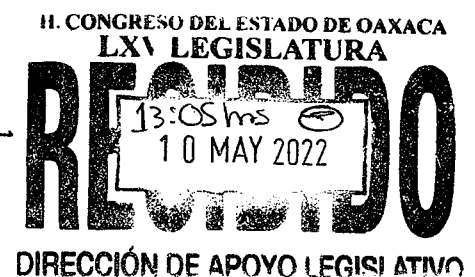 H. CONGRESO DEL ESTADO DE OAXACA
LXV LEGISLATURA
RECIBIDO
13:05 hrs
10 MAY 2022
DIRECCIÓN DE APOYO LEGISLATIVO